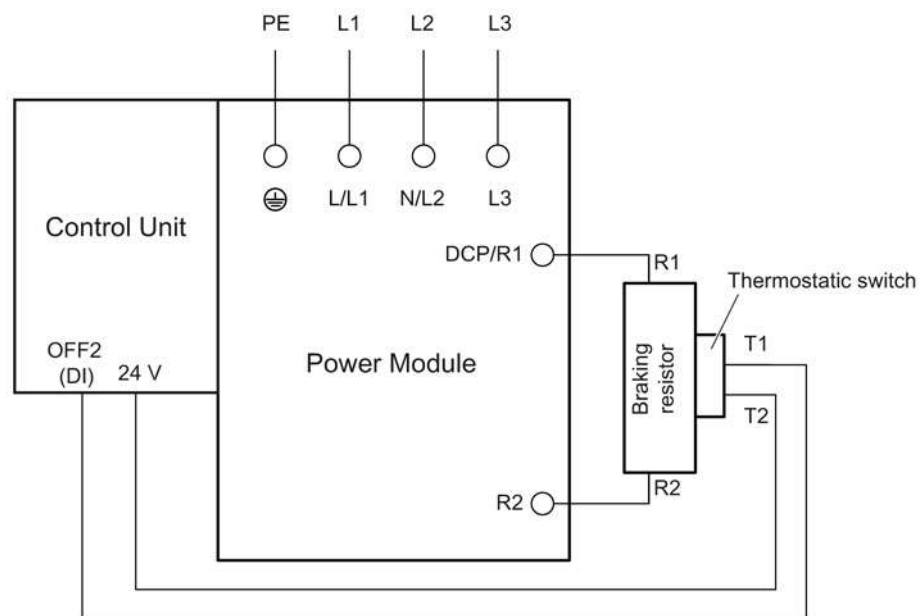 PE L1 L2 L3
L/L1 N/L2 L3
Control Unit
DCP/R1
R1
Thermostatic switch
OFF2
(DI)
24 V
Power Module
Braking
resistor
T1
T2
R2
R2